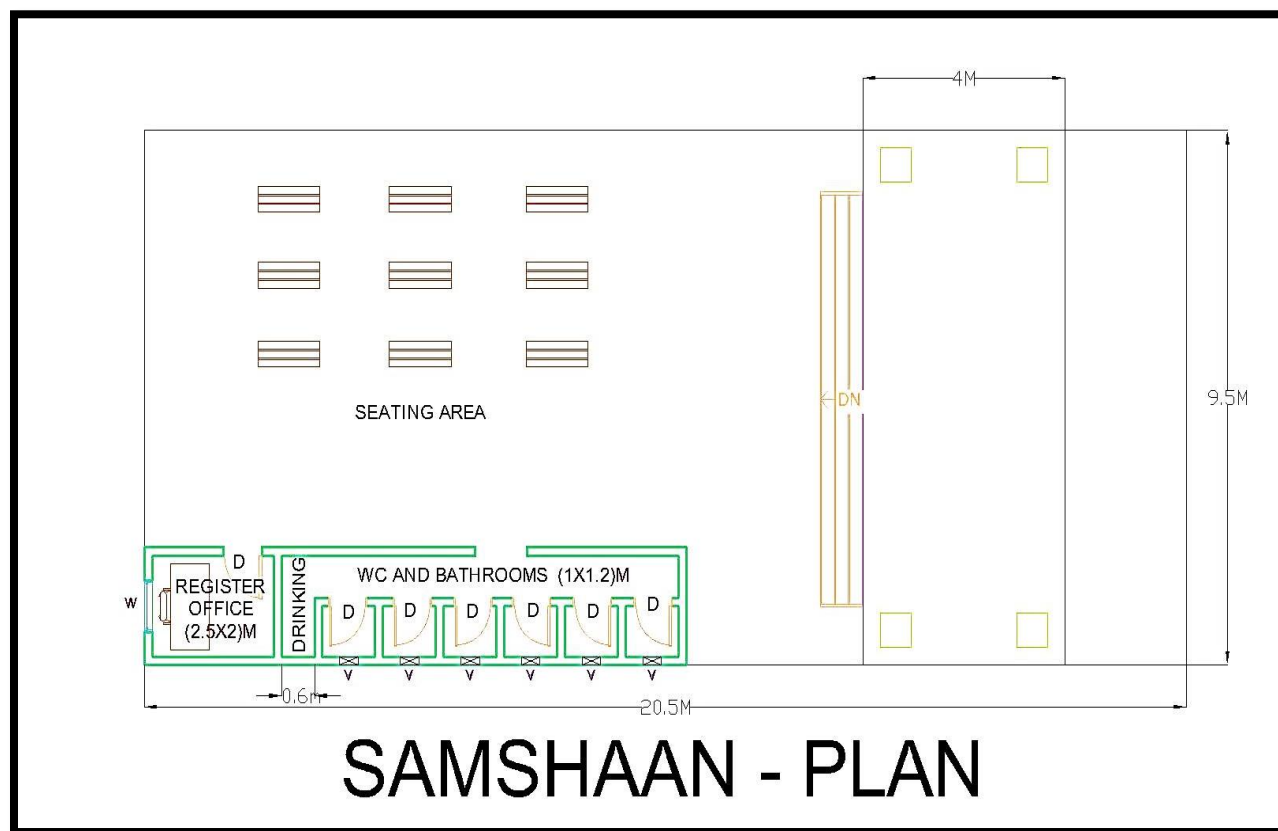 4M
9.5M
SEATING AREA
DN
D
W
REGISTER
OFFICE
(2.5X2)M
DRINKING
WC AND BATHROOMS (1X1.2)M
D
D
D
D
D
D
V
V
V
V
V
V
0.6m
20.5M
SAMSHAAN - PLAN